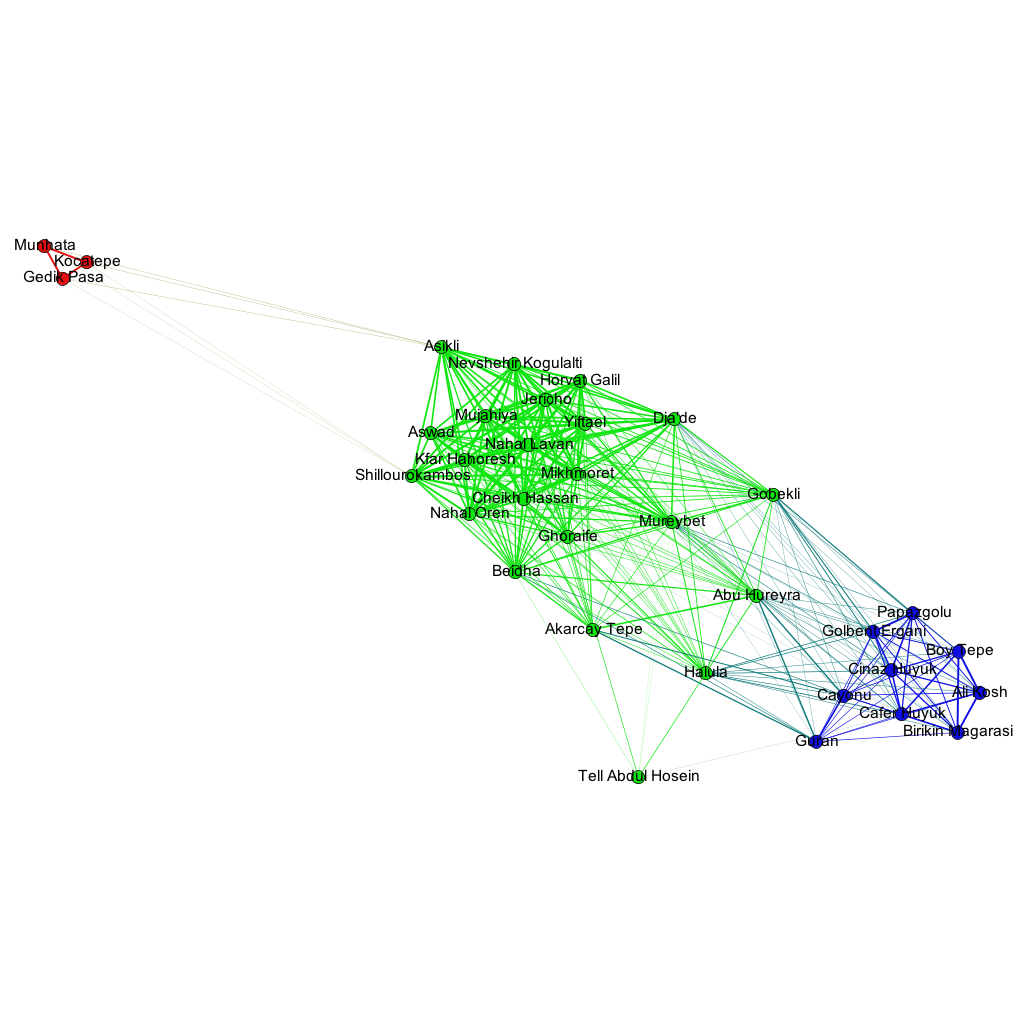 Munhata
Kocatepe
Gedik Pasa
Asikli
Nevshehir Kogulalti
Horvat Galil
Jericho
Mujahiya
Dja'de
Yiftael
Aswad
Nahal Lavan
Kfar Hahoresh
Shillourokambos
Mikhmoret
Gobekli
Cheikh Hassan
Nahal Oren
Mureybet
Ghoraife
Beidha
Abu Hureyra
Papazgolu
Akarcay Tepe
Golbent Ergani
Boy Tepe
Cinaz Huyuk
Halula
Ali Kosh
Cayonu
Cafer Huyuk
Birikin Magarasi
Guran
Tell Abdul Hosein